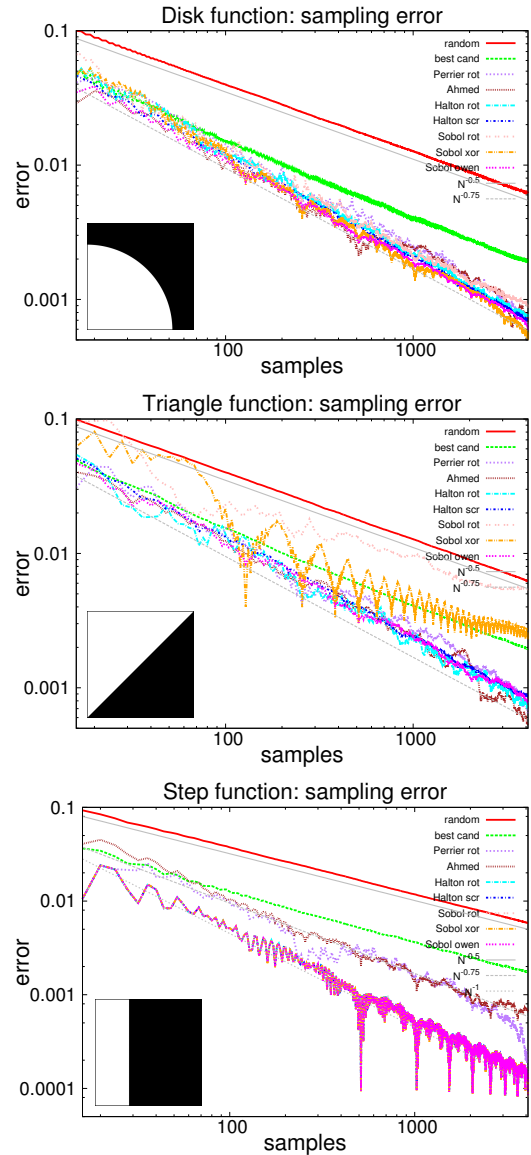 Disk function: sampling error
0.1
0.01
0.001
error
100
1000
samples
random
best cand
Perrier rot
Ahmed
Halton rot
Halton scr
Sobol rot
Sobol xor
Sobol owen
N^-0.5
N^-0.75
Triangle function: sampling error
0.1
0.01
0.001
error
100
1000
samples
random
best cand
Perrier rot
Ahmed
Halton rot
Halton scr
Sobol rot
Sobol xor
Sobol owen
N^-0.5
N^-0.75
Step function: sampling error
0.1
0.01
0.001
0.0001
error
100
1000
samples
random
best cand
Perrier rot
Ahmed
Halton rot
Halton scr
Sobol rot
Sobol xor
Sobol owen
N^-0.5
N^-0.75
N^-1